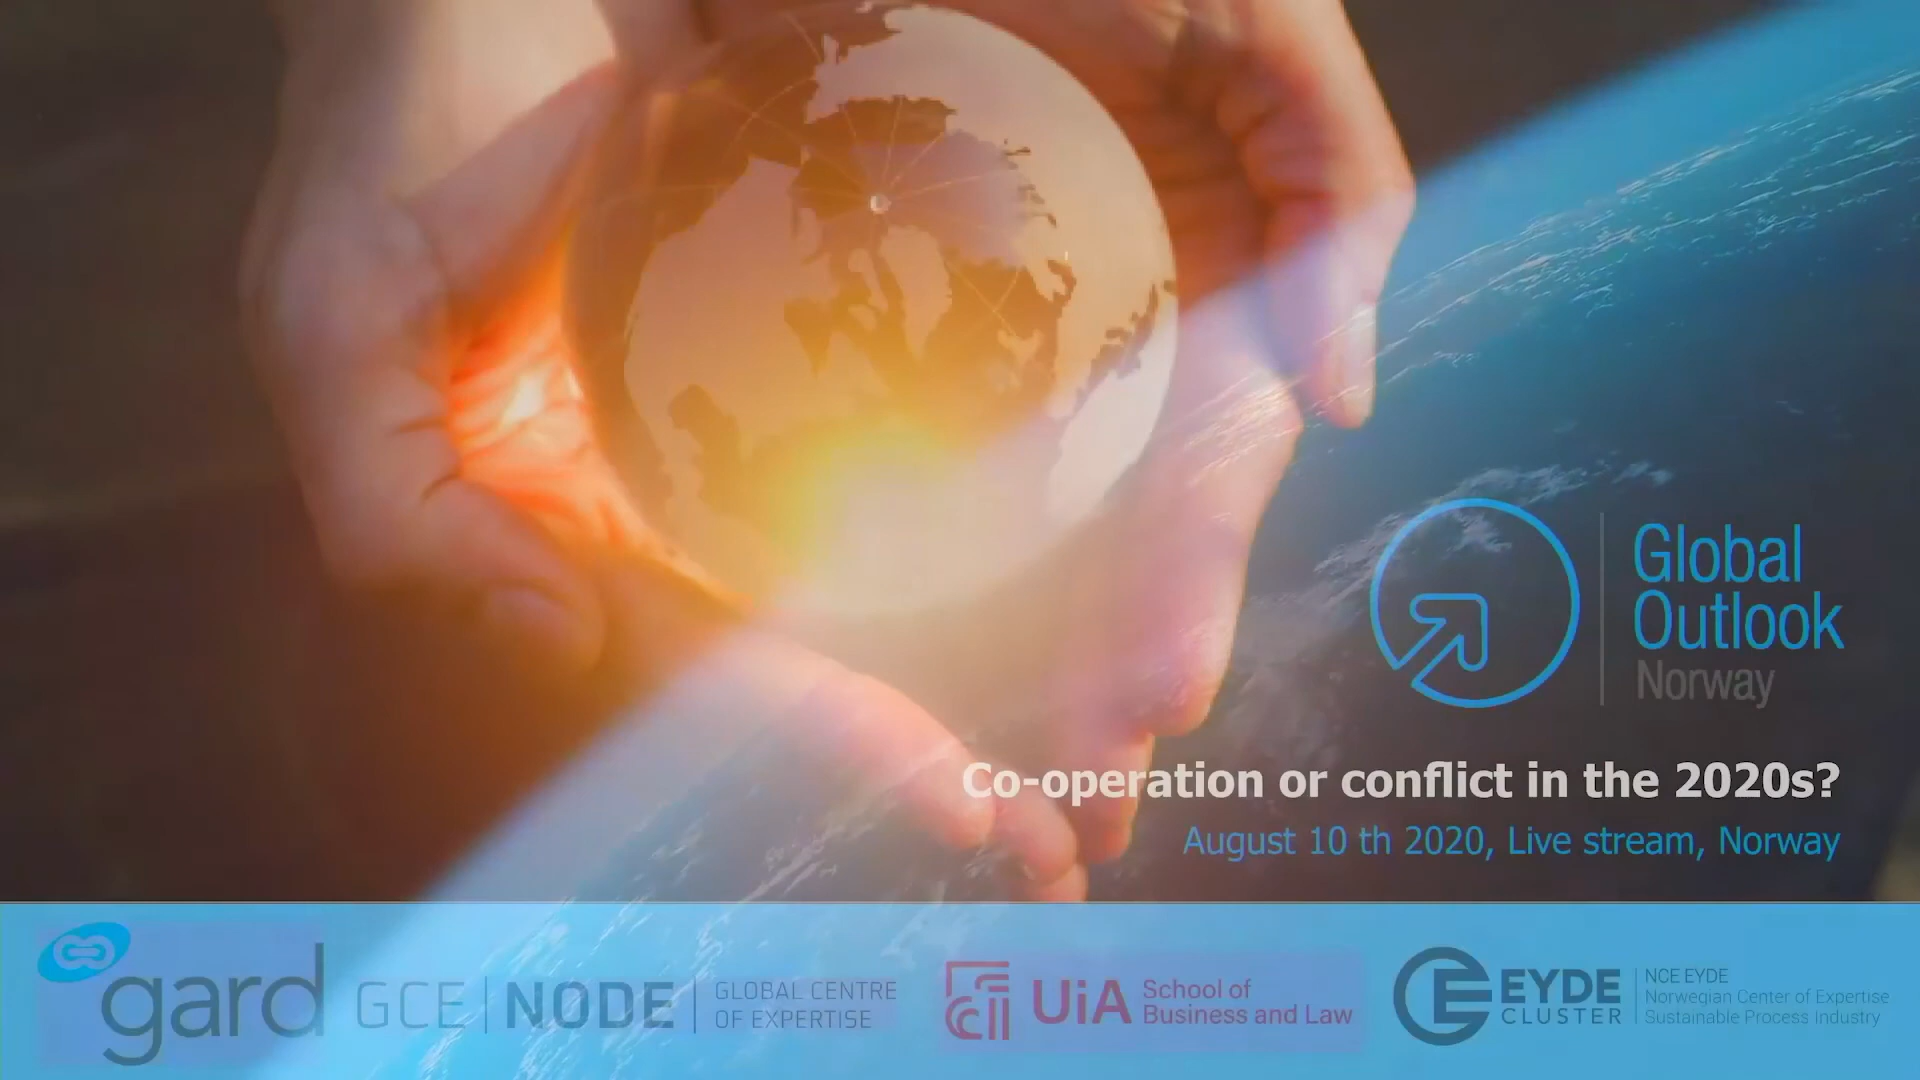 Global
Outlook
Norway
Co-operation or conflict in the 2020s?
August 10 th 2020, Live stream, Norway
gard
GCE | NODE | GLOBAL CENTRE
OF EXPERTISE
UiA School of
Business and Law
EYDE
CLUSTER
NCE EYDE
Norwegian Center of Expertise
Sustainable Process Industry